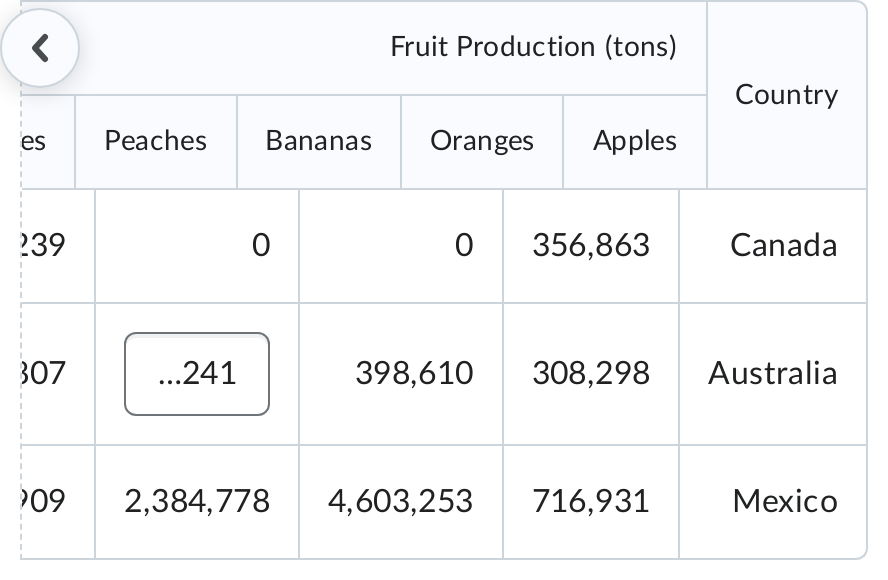 Fruit Production (tons) Country
es Peaches Bananas Oranges Apples
239 0 0 356,863 Canada
307 ...241 398,610 308,298 Australia
909 2,384,778 4,603,253 716,931 Mexico